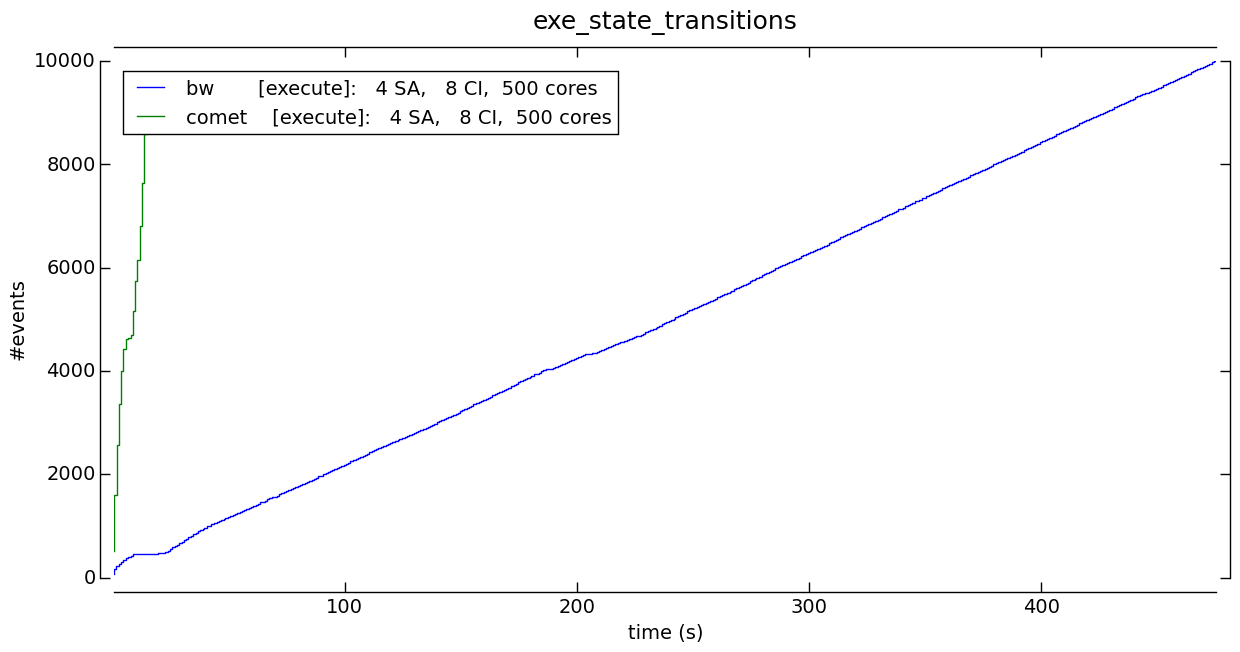 exe_state_transitions
10000
bw [execute]: 4 SA, 8 CI, 500 cores
comet [execute]: 4 SA, 8 CI, 500 cores
8000
6000
#events
4000
2000
0
100 200 300 400
time (s)